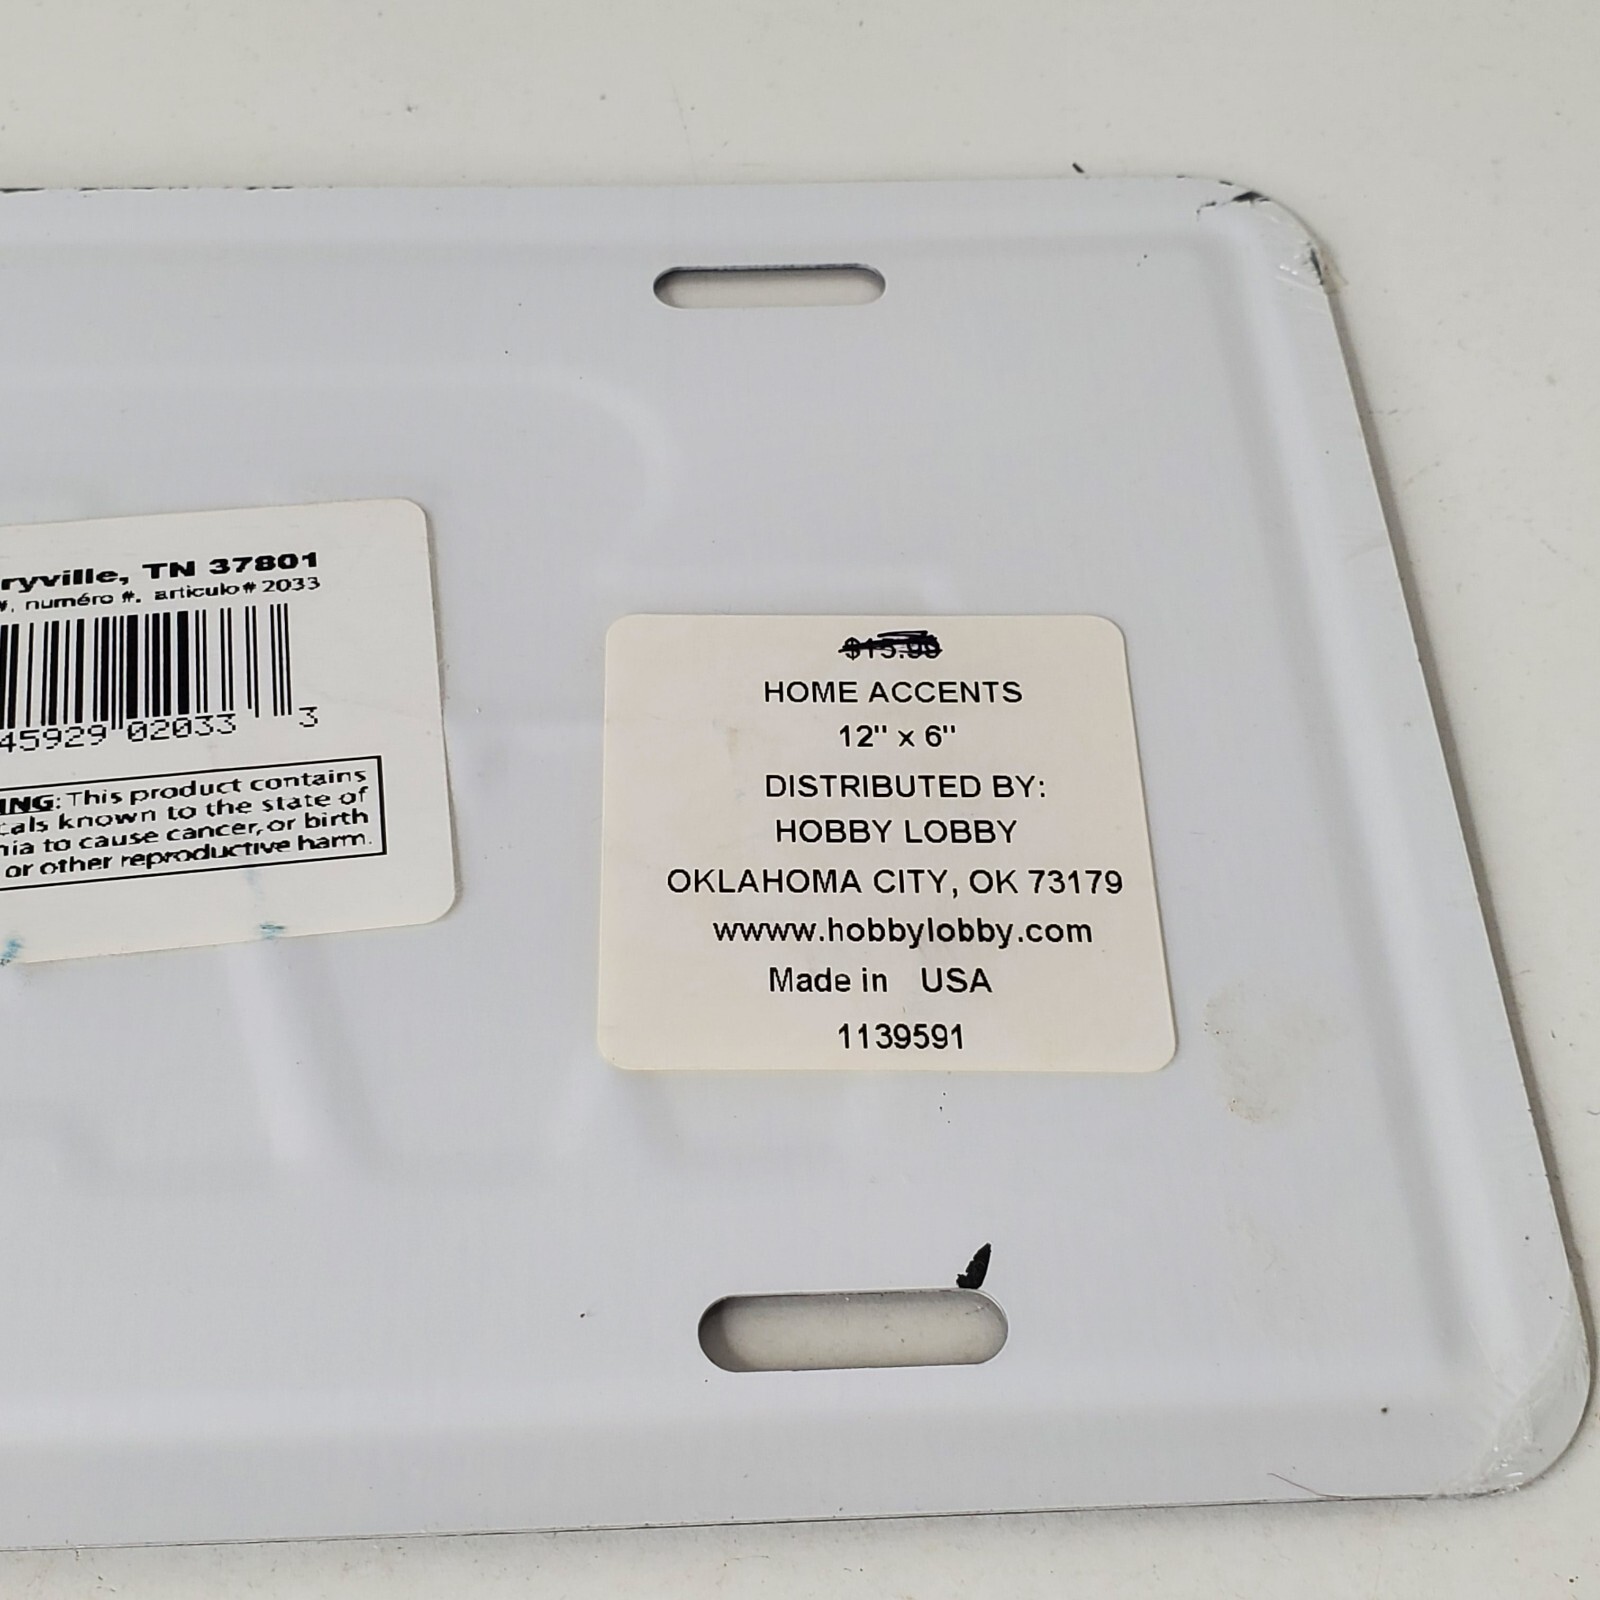 ryville, TN 37801
#, numéro #, articulo# 2033
45929 02033 3
ING: This product contains
cals known to the state of
nia to cause cancer, or birth
or other reproductive harm.
$15.99
HOME ACCENTS
12" x 6"
DISTRIBUTED BY:
HOBBY LOBBY
OKLAHOMA CITY, OK 73179
wwww.hobbylobby.com
Made in USA
1139591